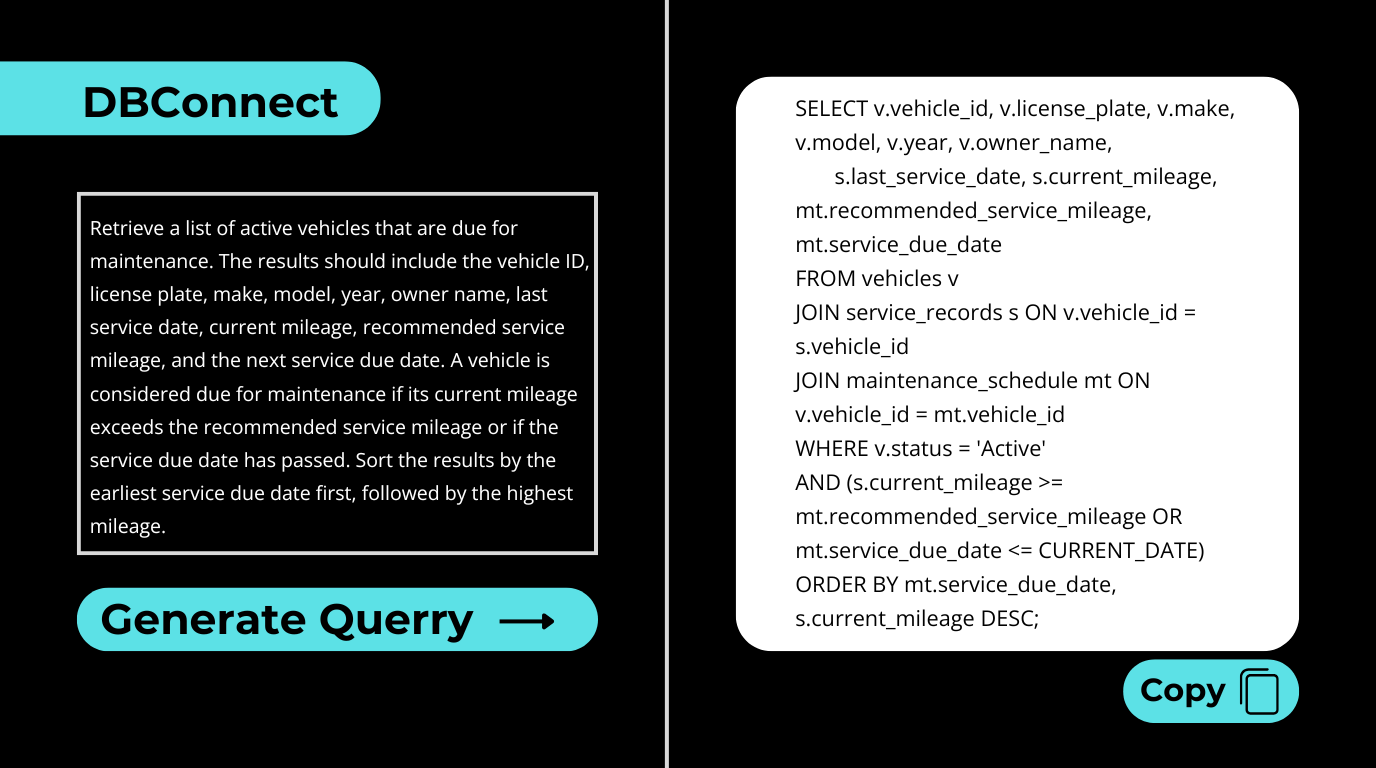 DBConnect
Retrieve a list of active vehicles that are due for
maintenance. The results should include the vehicle ID,
license plate, make, model, year, owner name, last
service date, current mileage, recommended service
mileage, and the next service due date. A vehicle is
considered due for maintenance if its current mileage
exceeds the recommended service mileage or if the
service due date has passed. Sort the results by the
earliest service due date first, followed by the highest
mileage.
Generate Querry
SELECT v.vehicle_id, v.license_plate, v.make,
v.model, v.year, v.owner_name,
s.last_service_date, s.current_mileage,
mt.recommended_service_mileage,
mt.service_due_date
FROM vehicles v
JOIN service_records s ON v.vehicle_id =
s.vehicle_id
JOIN maintenance_schedule mt ON
v.vehicle_id = mt.vehicle_id
WHERE v.status = 'Active'
AND (s.current_mileage >=
mt.recommended_service_mileage OR
mt.service_due_date <= CURRENT_DATE)
ORDER BY mt.service_due_date,
s.current_mileage DESC;
Copy